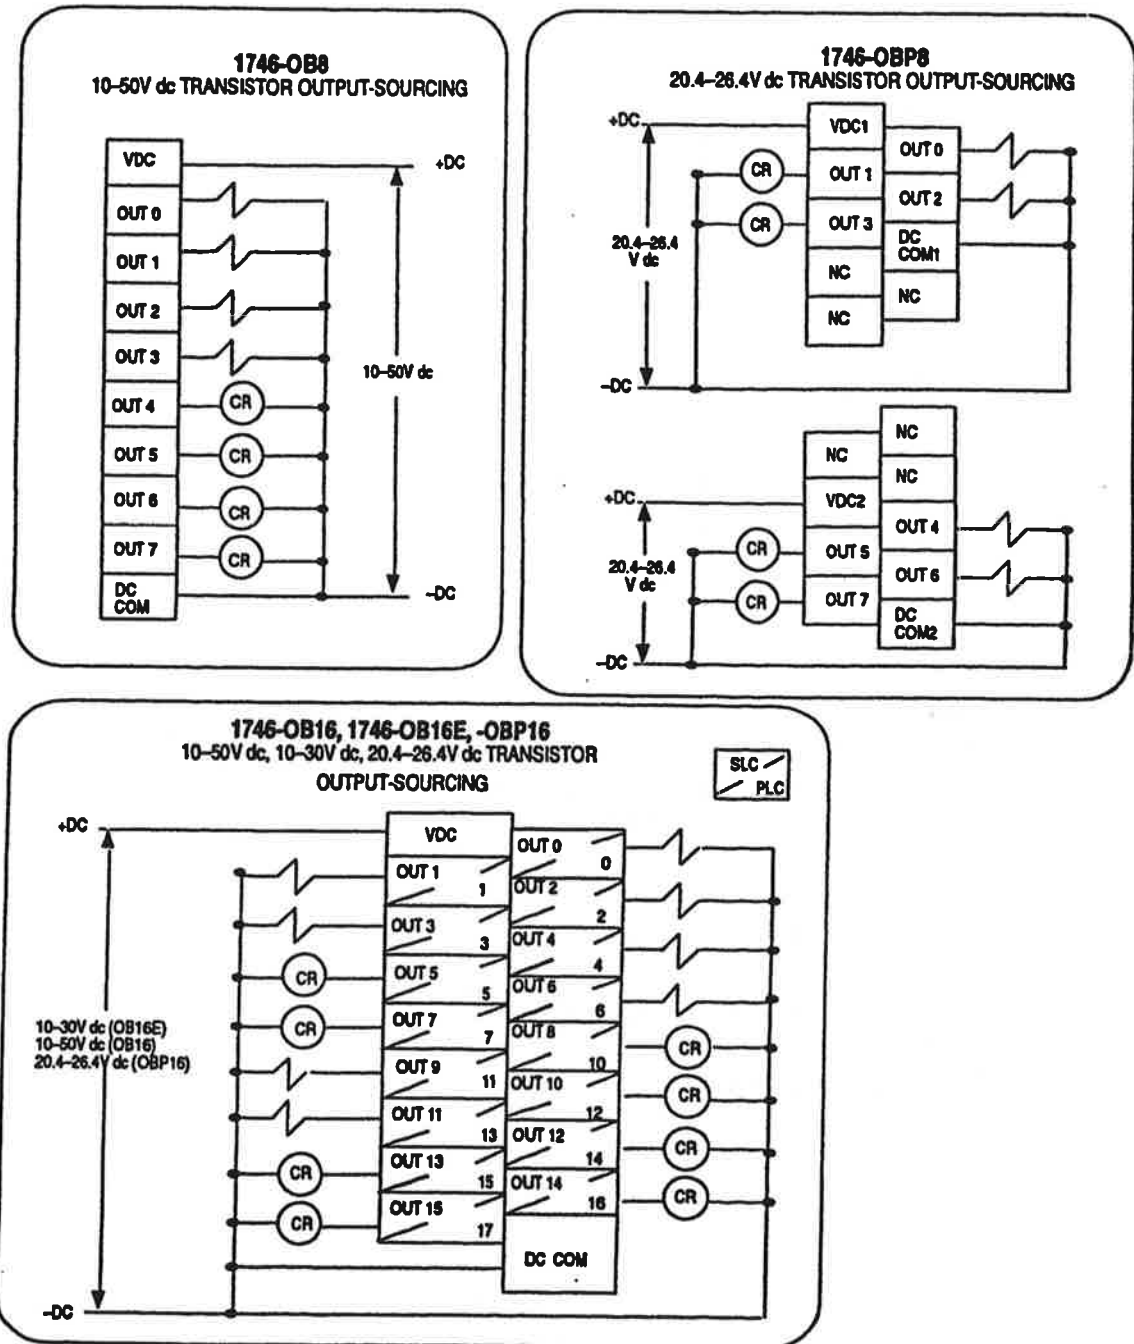 1746-OB8
10–50V dc TRANSISTOR OUTPUT-SOURCING
VDC
+DC
OUT 0
OUT 1
OUT 2
OUT 3
10–50V dc
OUT 4
CR
OUT 5
CR
OUT 6
CR
OUT 7
CR
DC
COM
–DC
1746-OBP8
20.4–26.4V dc TRANSISTOR OUTPUT-SOURCING
+DC
VDC1
OUT 0
CR
OUT 1
OUT 2
CR
OUT 3
DC
COM1
20.4–26.4
V dc
NC
NC
NC
–DC
NC
NC
NC
+DC
VDC2
OUT 4
CR
OUT 5
20.4–26.4
V dc
OUT 6
CR
OUT 7
DC
COM2
–DC
1746-OB16, 1746-OB16E, -OBP16
10–50V dc, 10–30V dc, 20.4–26.4V dc TRANSISTOR
OUTPUT-SOURCING
SLC
PLC
+DC
VDC
OUT 0
0
OUT 1
1
OUT 2
2
OUT 3
3
OUT 4
4
CR
OUT 5
5
OUT 6
6
CR
OUT 7
7
OUT 8
10
CR
10–30V dc (OB16E)
10–50V dc (OB16)
20.4–26.4V dc (OBP16)
OUT 9
11
OUT 10
12
CR
OUT 11
13
OUT 12
14
CR
CR
OUT 13
15
OUT 14
16
CR
CR
OUT 15
17
DC COM
–DC